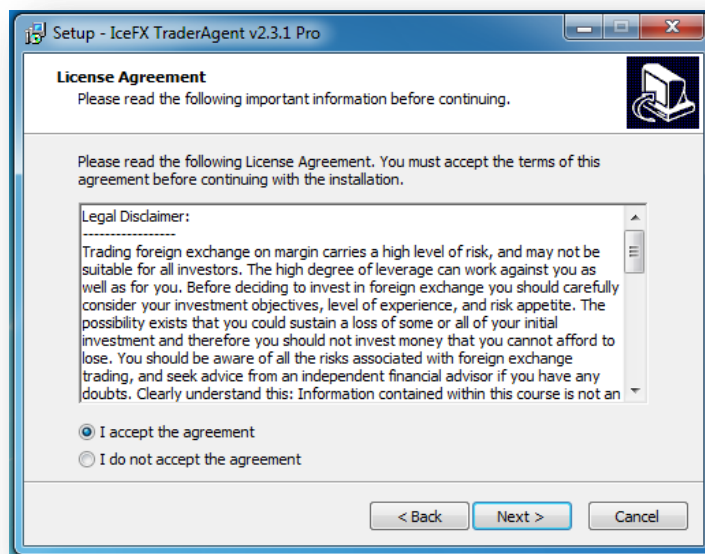 Setup - IceFX TraderAgent v2.3.1 Pro
License Agreement
Please read the following important information before continuing.
Please read the following License Agreement. You must accept the terms of this
agreement before continuing with the installation.
Legal Disclaimer:
-----------------
Trading foreign exchange on margin carries a high level of risk, and may not be
suitable for all investors. The high degree of leverage can work against you as
well as for you. Before deciding to invest in foreign exchange you should carefully
consider your investment objectives, level of experience, and risk appetite. The
possibility exists that you could sustain a loss of some or all of your initial
investment and therefore you should not invest money that you cannot afford to
lose. You should be aware of all the risks associated with foreign exchange
trading, and seek advice from an independent financial advisor if you have any
doubts. Clearly understand this: Information contained within this course is not an
I accept the agreement
I do not accept the agreement
< Back Next > Cancel